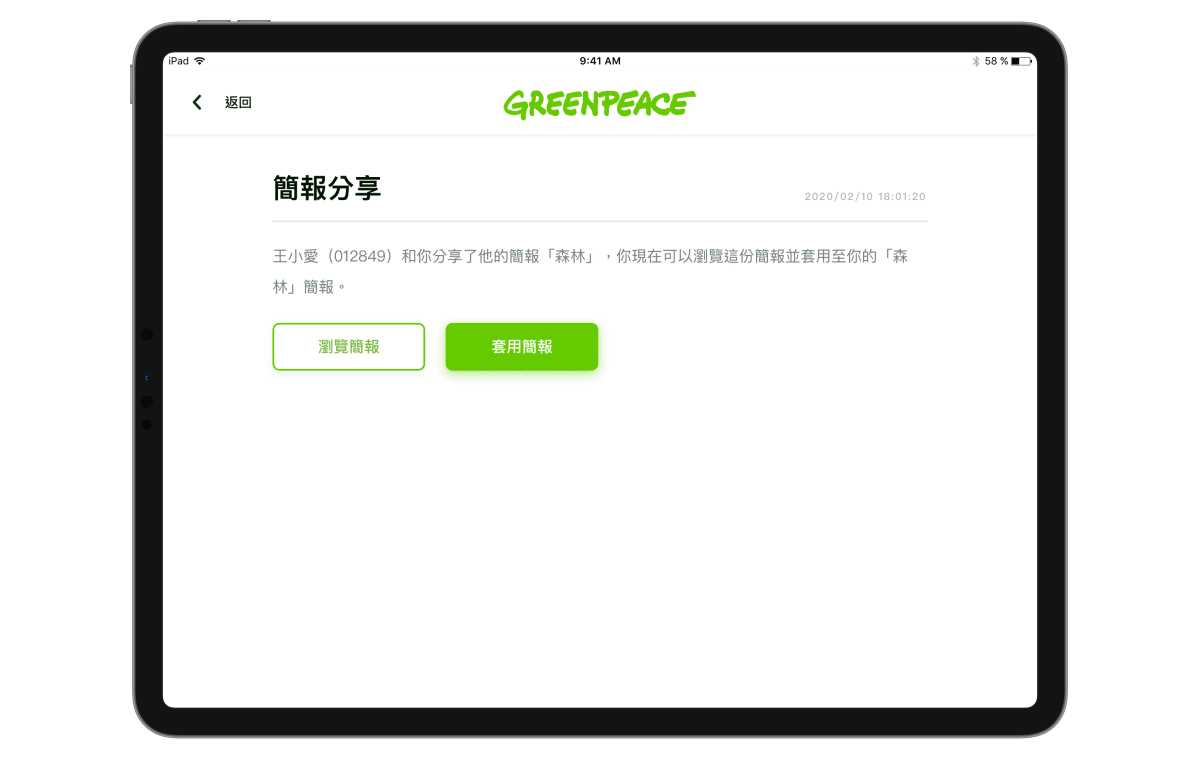 iPad 9:41 AM 58 %
返回 GREENPEACE
簡報分享
2020/02/10 18:01:20
王小愛（012849）和你分享了他的簡報「森林」，你現在可以瀏覽這份簡報並套用至你的「森
林」簡報。
瀏覽簡報 套用簡報